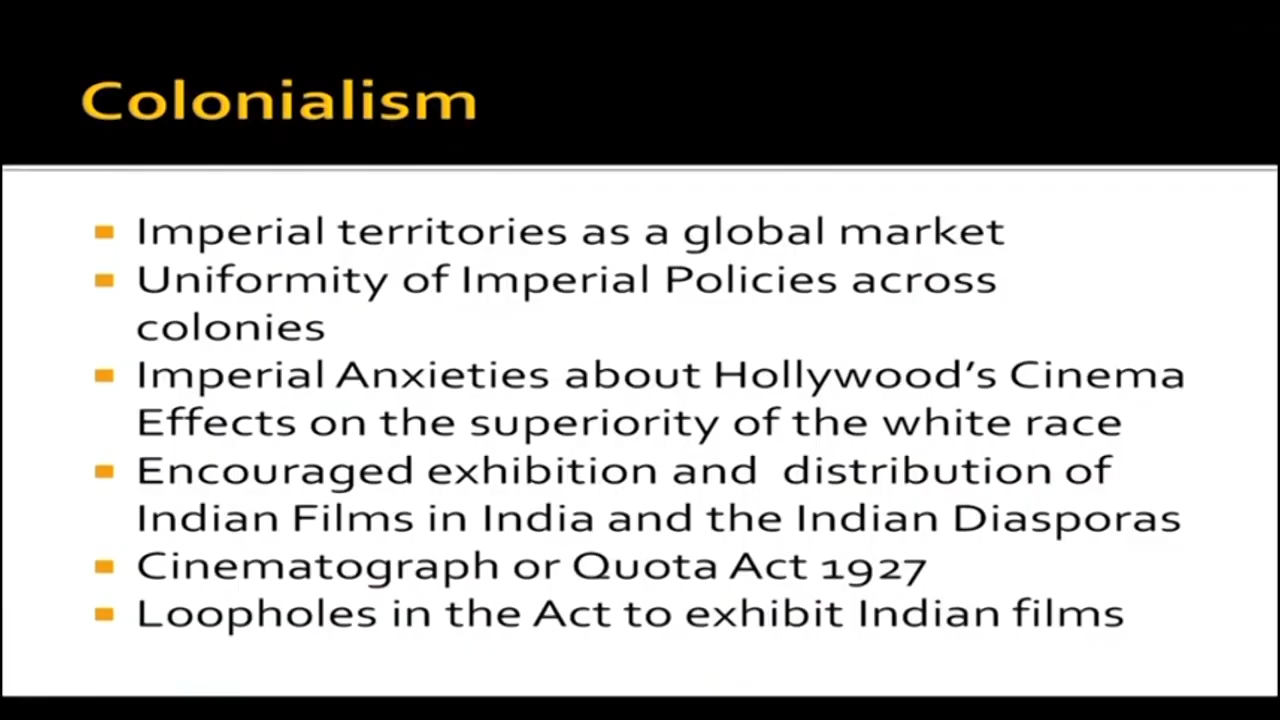 Colonialism
Imperial territories as a global market
Uniformity of Imperial Policies across
colonies
Imperial Anxieties about Hollywood's Cinema
Effects on the superiority of the white race
Encouraged exhibition and distribution of
Indian Films in India and the Indian Diasporas
Cinematograph or Quota Act 1927
Loopholes in the Act to exhibit Indian films